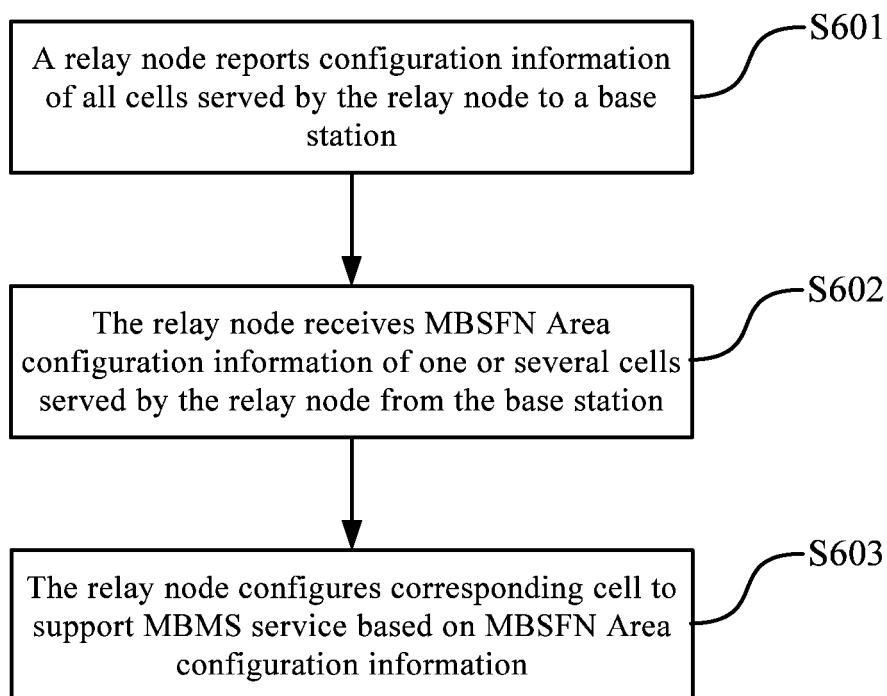 A relay node reports configuration information
of all cells served by the relay node to a base
station
S601
The relay node receives MBSFN Area
configuration information of one or several cells
served by the relay node from the base station
S602
The relay node configures corresponding cell to
support MBMS service based on MBSFN Area
configuration information
S603